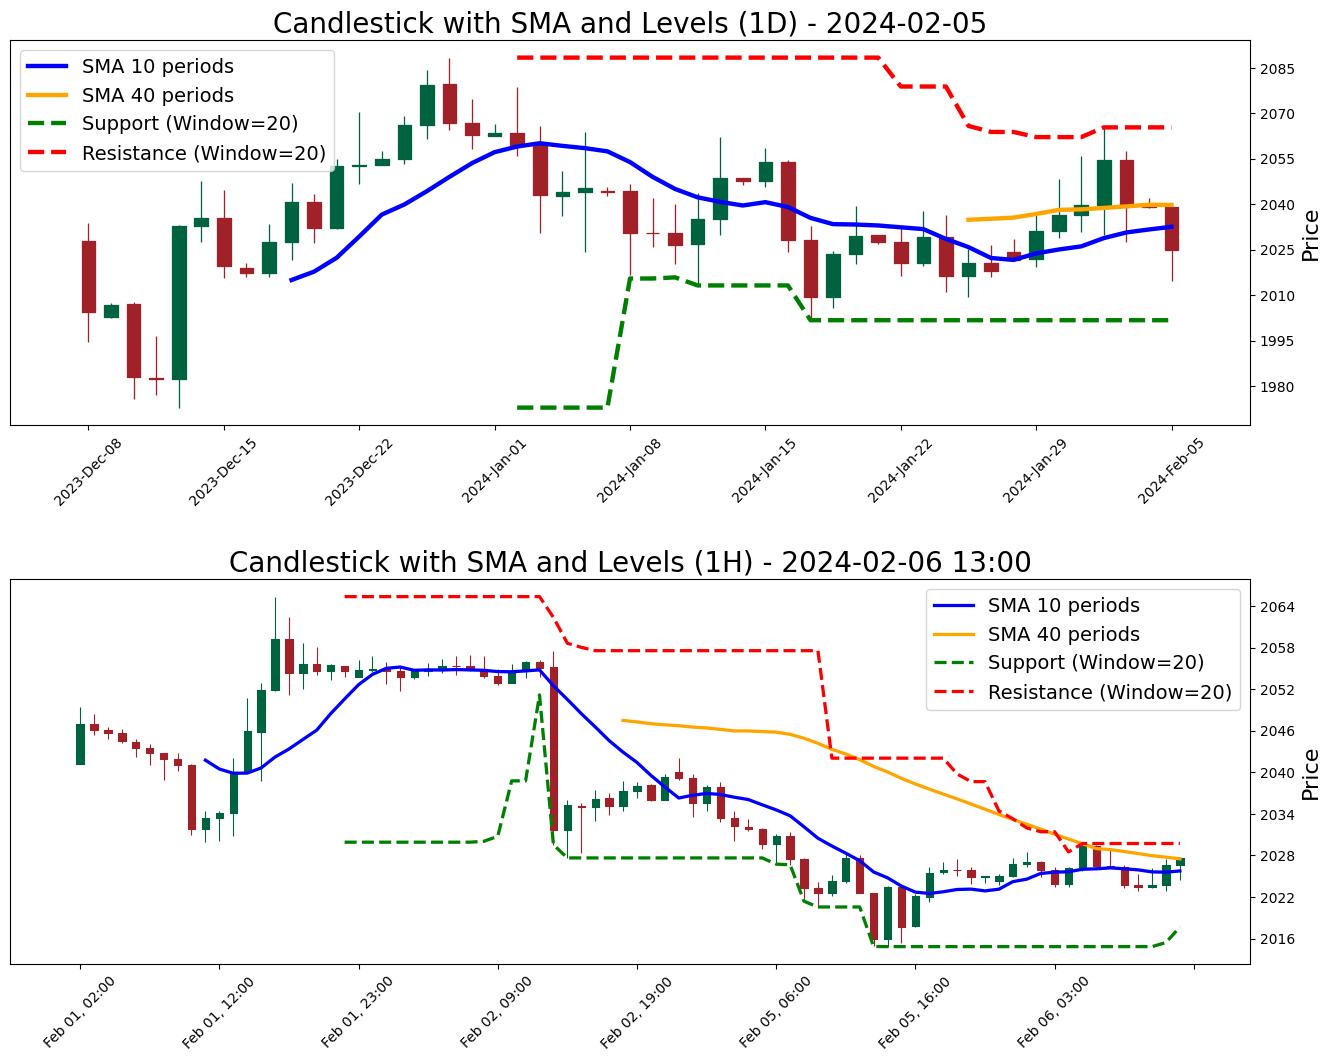 Candlestick with SMA and Levels (1D) - 2024-02-05
SMA 10 periods
SMA 40 periods
Support (Window=20)
Resistance (Window=20)
2085
2070
2055
2040
2025
2010
1995
1980
Price
2023-Dec-08
2023-Dec-15
2023-Dec-22
2024-Jan-01
2024-Jan-08
2024-Jan-15
2024-Jan-22
2024-Jan-29
2024-Feb-05
Candlestick with SMA and Levels (1H) - 2024-02-06 13:00
SMA 10 periods
SMA 40 periods
Support (Window=20)
Resistance (Window=20)
2064
2058
2052
2046
2040
2034
2028
2022
2016
Price
Feb 01, 02:00
Feb 01, 12:00
Feb 01, 23:00
Feb 02, 09:00
Feb 02, 19:00
Feb 05, 06:00
Feb 05, 16:00
Feb 06, 03:00